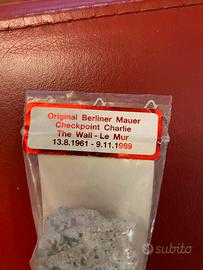 Original Berliner Mauer
Checkpoint Charlie
The Wall - Le Mur
13.8.1961 - 9.11.1989
subito